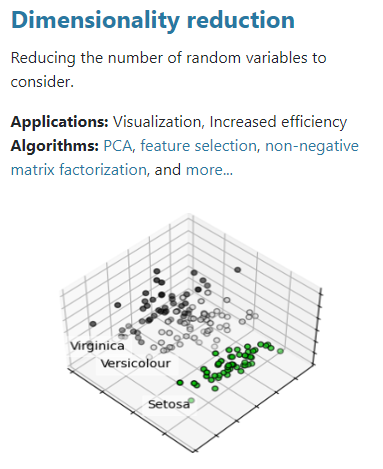 Dimensionality reduction
Reducing the number of random variables to
consider.
Applications: Visualization, Increased efficiency
Algorithms: PCA, feature selection, non-negative
matrix factorization, and more...
Virginica
Versicolour
Setosa